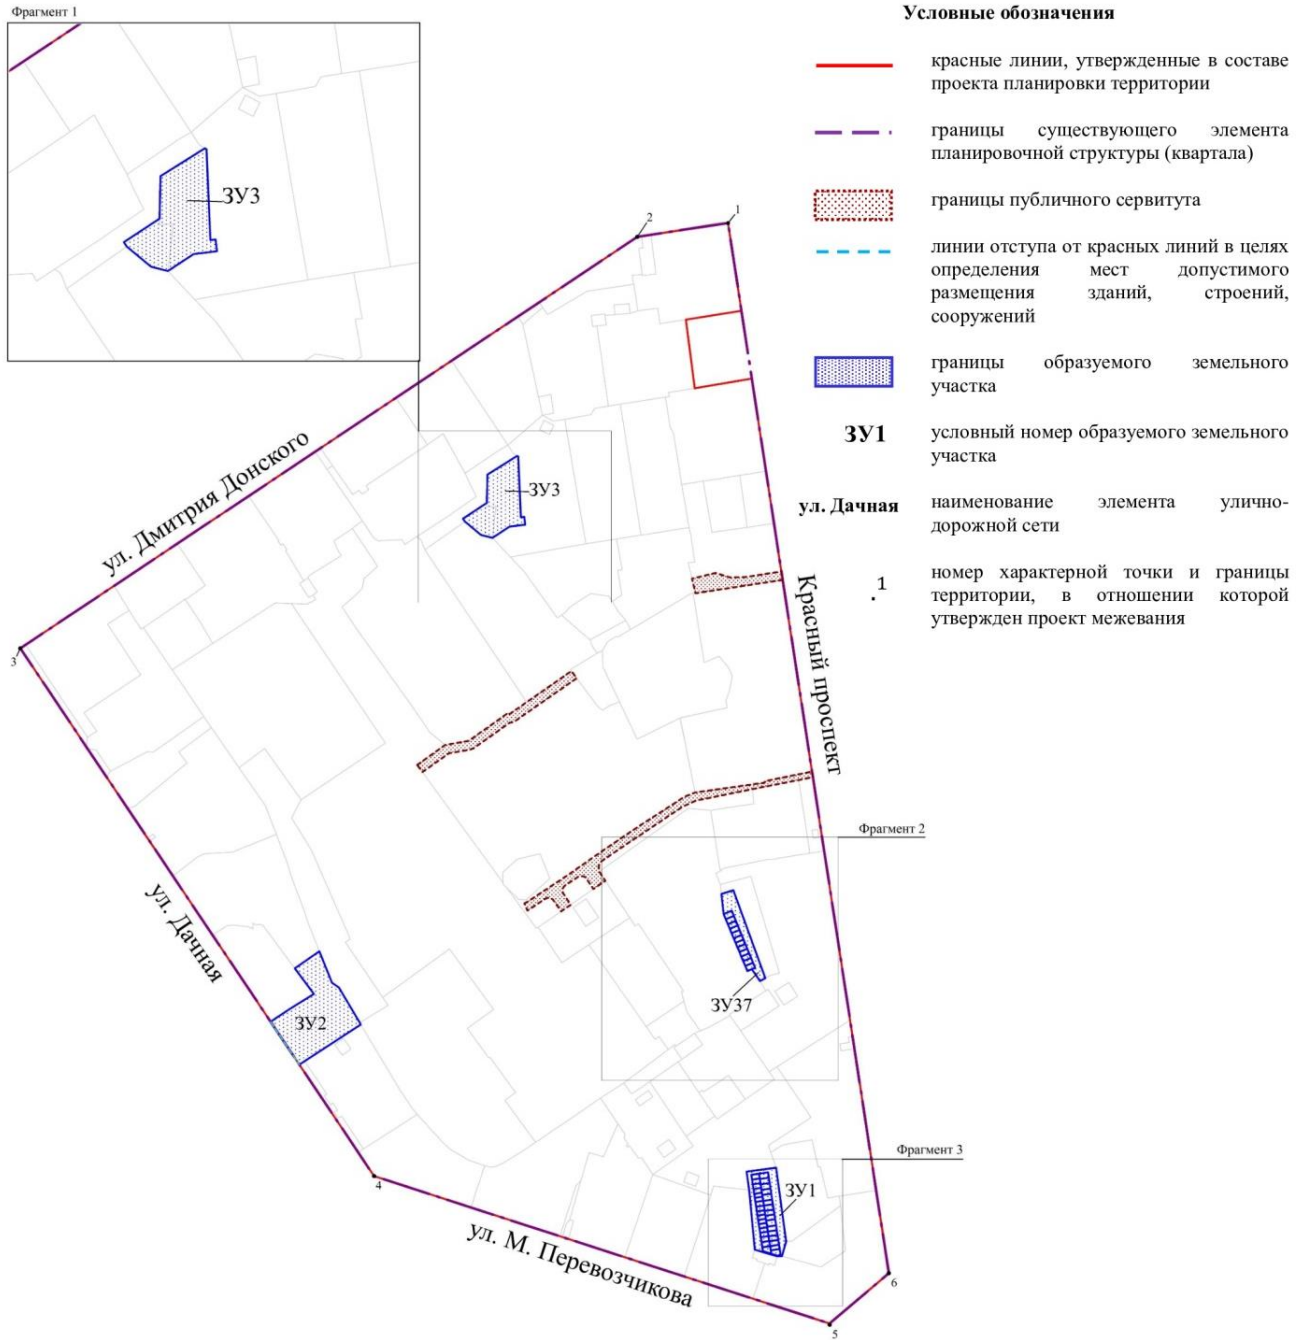 Фрагмент 1
ЗУ3
Условные обозначения
красные линии, утвержденные в составе
проекта планировки территории
границы существующего элемента
планировочной структуры (квартала)
границы публичного сервитута
линии отступа от красных линий в целях
определения мест допустимого
размещения зданий, строений,
сооружений
границы образуемого земельного
участка
ЗУ1
условный номер образуемого земельного
участка
ул. Дачная
наименование элемента улично-
дорожной сети
1
номер характерной точки и границы
территории, в отношении которой
утвержден проект межевания
2
1
ул. Дмитрия Донского
ЗУ3
Красный проспект
3
Фрагмент 2
ул. Дачная
ЗУ37
ЗУ2
Фрагмент 3
4
ЗУ1
ул. М. Перевозчикова
6
5